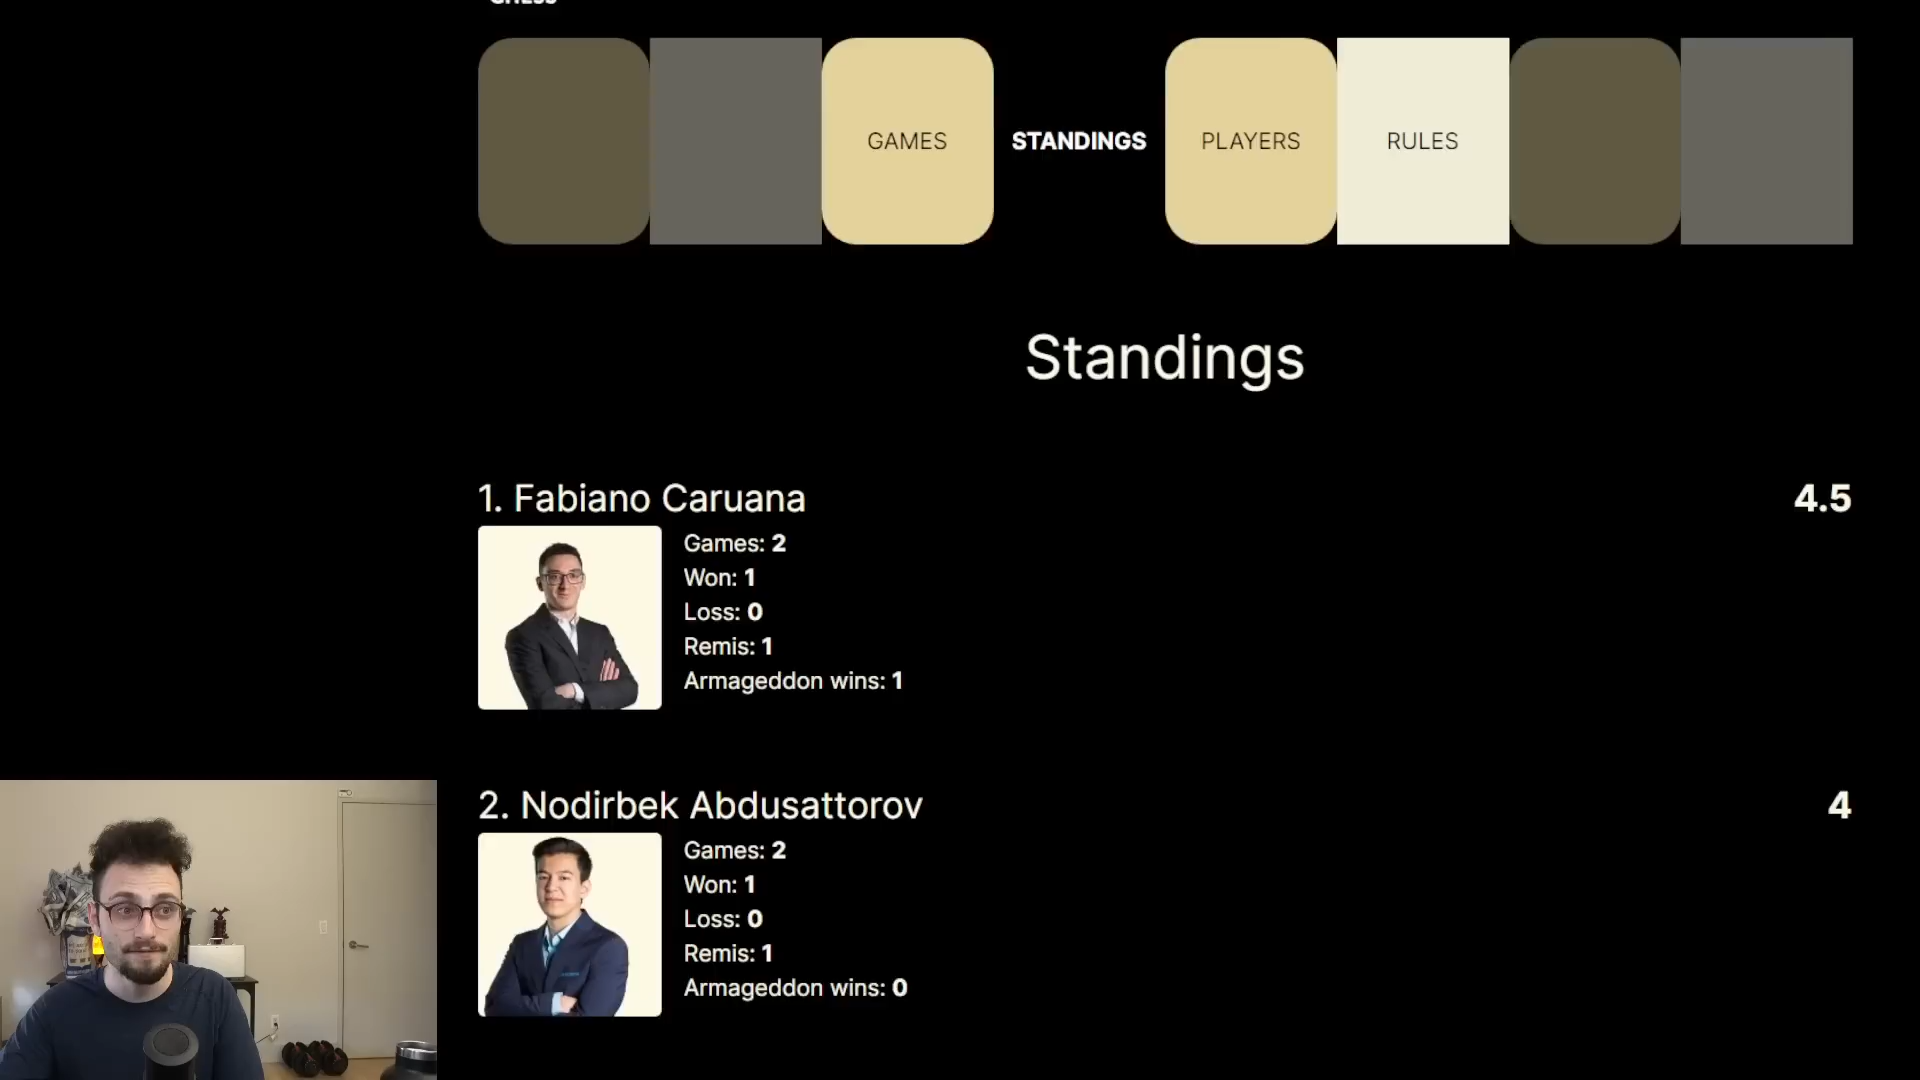 CHESS
GAMES
STANDINGS
PLAYERS
RULES
Standings
1. Fabiano Caruana
4.5
Games: 2
Won: 1
Loss: 0
Remis: 1
Armageddon wins: 1
2. Nodirbek Abdusattorov
4
Games: 2
Won: 1
Loss: 0
Remis: 1
Armageddon wins: 0